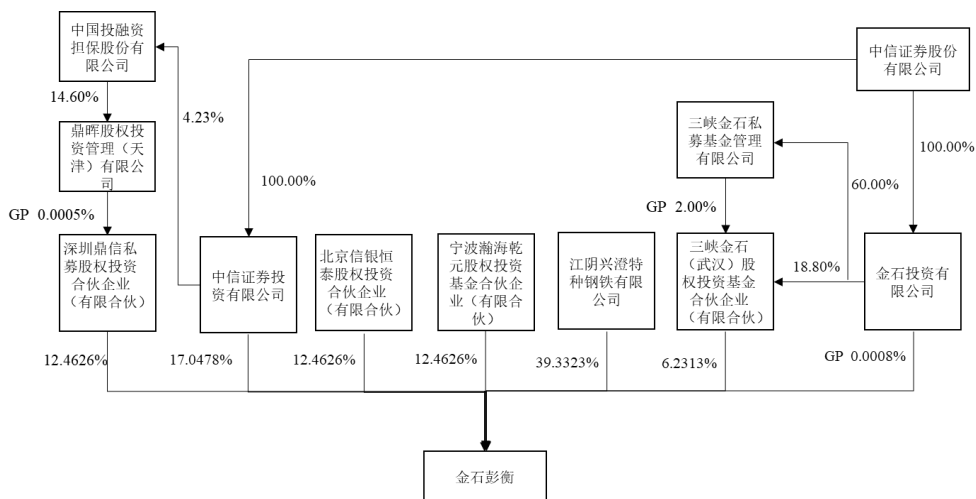 中国投融资
担保股份有
限公司
中信证券股份
有限公司
14.60%
4.23%
鼎晖股权投
资管理（天
津）有限公
司
三峡金石私
募基金管理
有限公司
100.00%
100.00%
60.00%
GP 0.0005%
GP 2.00%
深圳鼎信私
募股权投资
合伙企业
（有限合伙）
中信证券投
资有限公司
北京信银恒
泰股权投资
合伙企业
（有限合伙）
宁波瀚海乾
元股权投资
基金合伙企
业（有限合
伙）
江阴兴澄特
种钢铁有限
公司
三峡金石
（武汉）股
权投资基金
合伙企业
（有限合伙）
18.80%
金石投资有
限公司
12.4626%
17.0478%
12.4626%
12.4626%
39.3323%
6.2313%
GP 0.0008%
金石彭衡